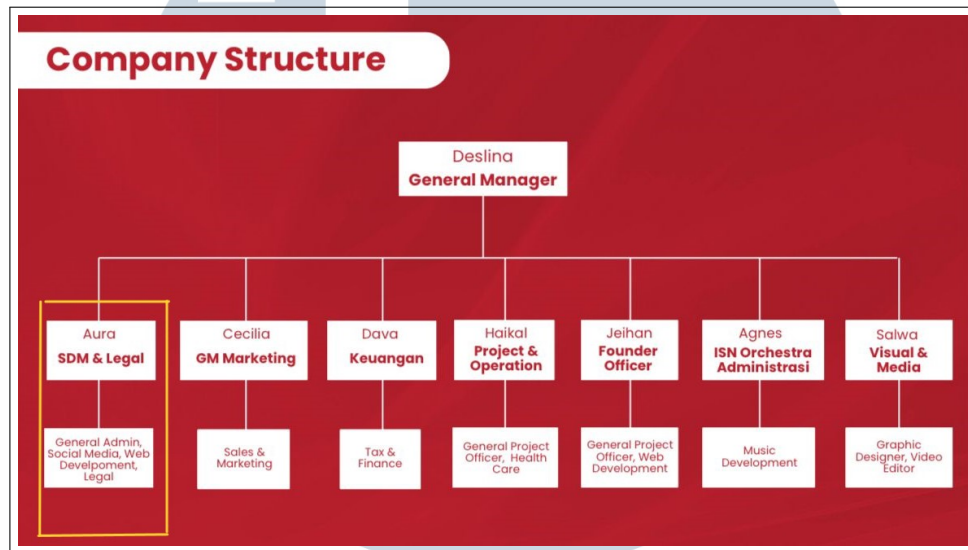 Company Structure
Deslina
General Manager
Aura
SDM & Legal
Cecilia
GM Marketing
Dava
Keuangan
Haikal
Project &
Operation
Jeihan
Founder
Officer
Agnes
ISN Orchestra
Administrasi
Salwa
Visual &
Media
General Admin,
Social Media, Web
Develpoment,
Legal
Sales &
Marketing
Tax &
Finance
General Project
Officer, Health
Care
General Project
Officer, Web
Development
Music
Development
Graphic
Designer, Video
Editor